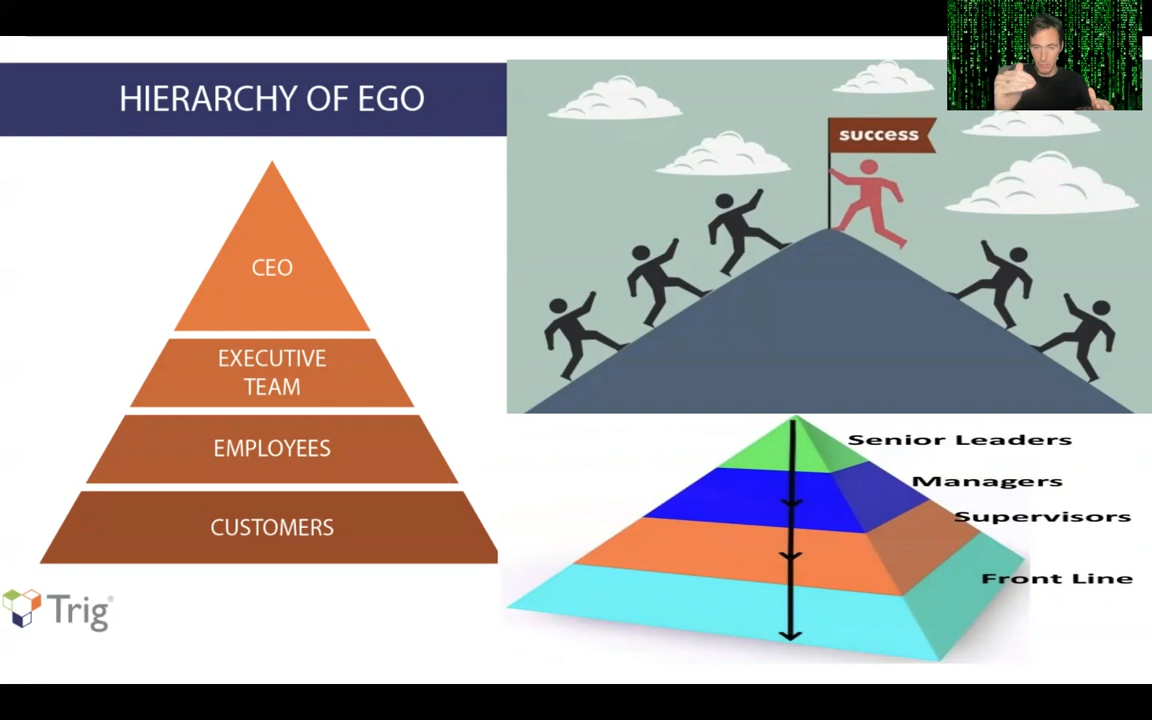 HIERARCHY OF EGO
CEO
EXECUTIVE
TEAM
EMPLOYEES
CUSTOMERS
Trig®
success
Senior Leaders
Managers
Supervisors
Front Line